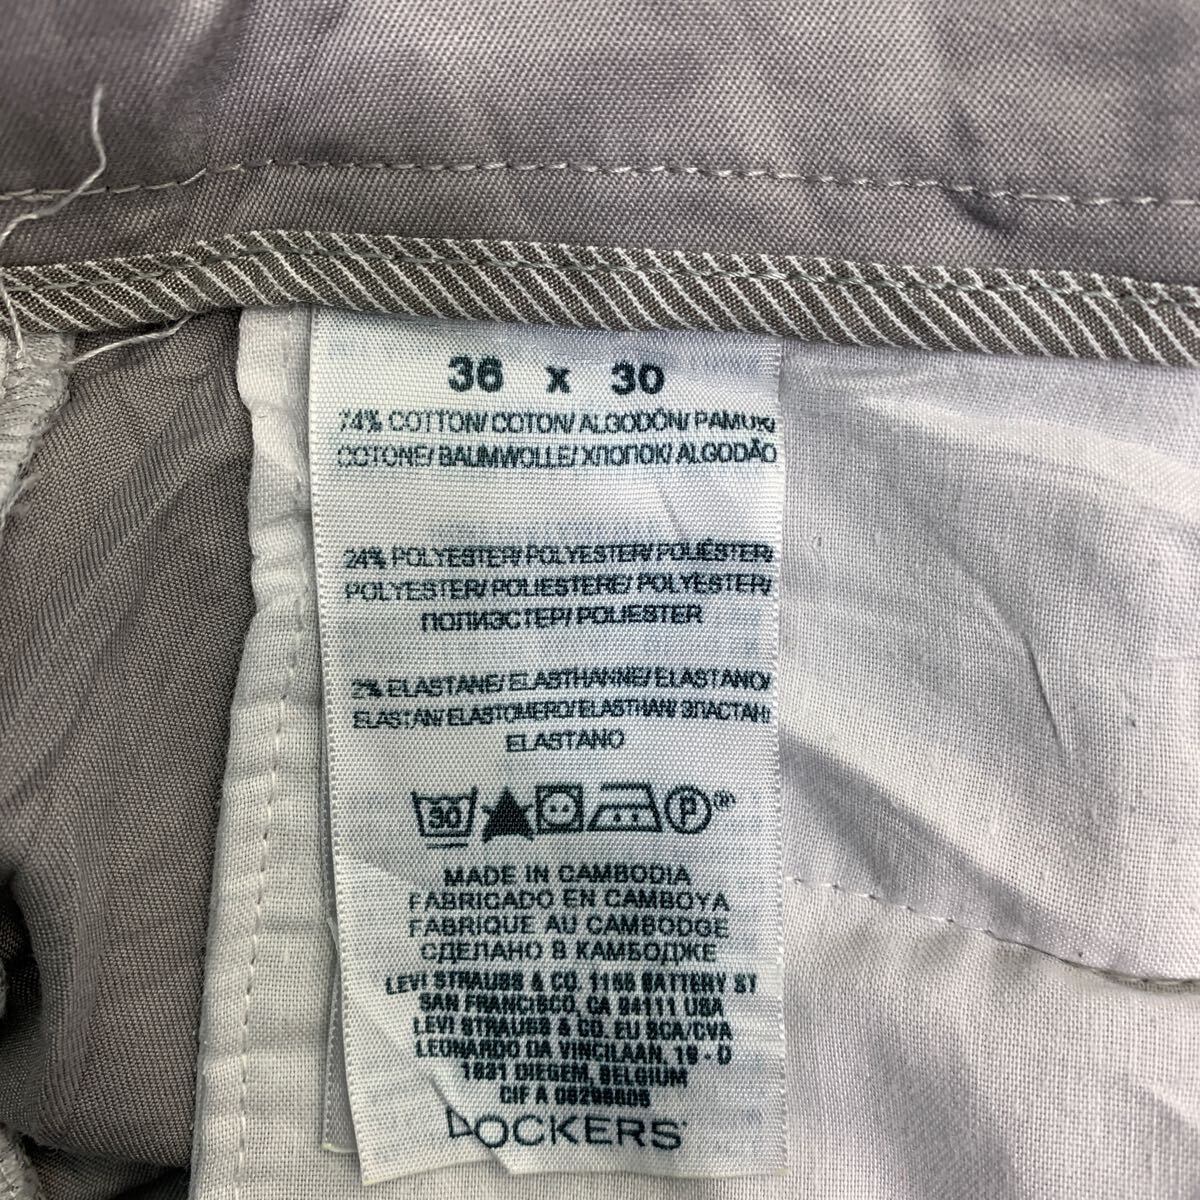 36 x 30
74% COTTON/ COTON/ ALGODÓN/ PAMUK/
COTONE/ BAUMWOLLE/ ХЛОПОК/ ALGODÃO
24% POLYESTER/ POLYESTER/ POLIÉSTER/
POLYESTER/ POLIESTERE/ POLYESTER/
ПОЛИЭСТЕР/ POLIESTER
2% ELASTANE/ ELASTHANNE/ ELASTANO/
ELASTAN/ ELASTOMERO/ ELASTHAN/ ЭЛАСТАН/
ELASTANO
30 P
MADE IN CAMBODIA
FABRICADO EN CAMBOYA
FABRIQUE AU CAMBODGE
СДЕЛАНО В КАМБОДЖЕ
LEVI STRAUSS & CO. 1155 BATTERY ST
SAN FRANCISCO, CA 94111 USA
LEVI STRAUSS & CO. EU SCA/CVA
LEONARDO DA VINCILAAN, 19 - D
1831 DIEGEM, BELGIUM
CIF A
DOCKERS